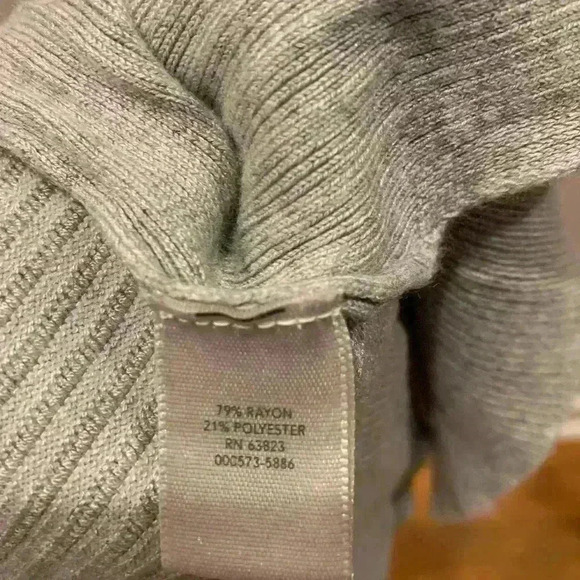 79% RAYON
21% POLYESTER
RN 63823
000573-5886